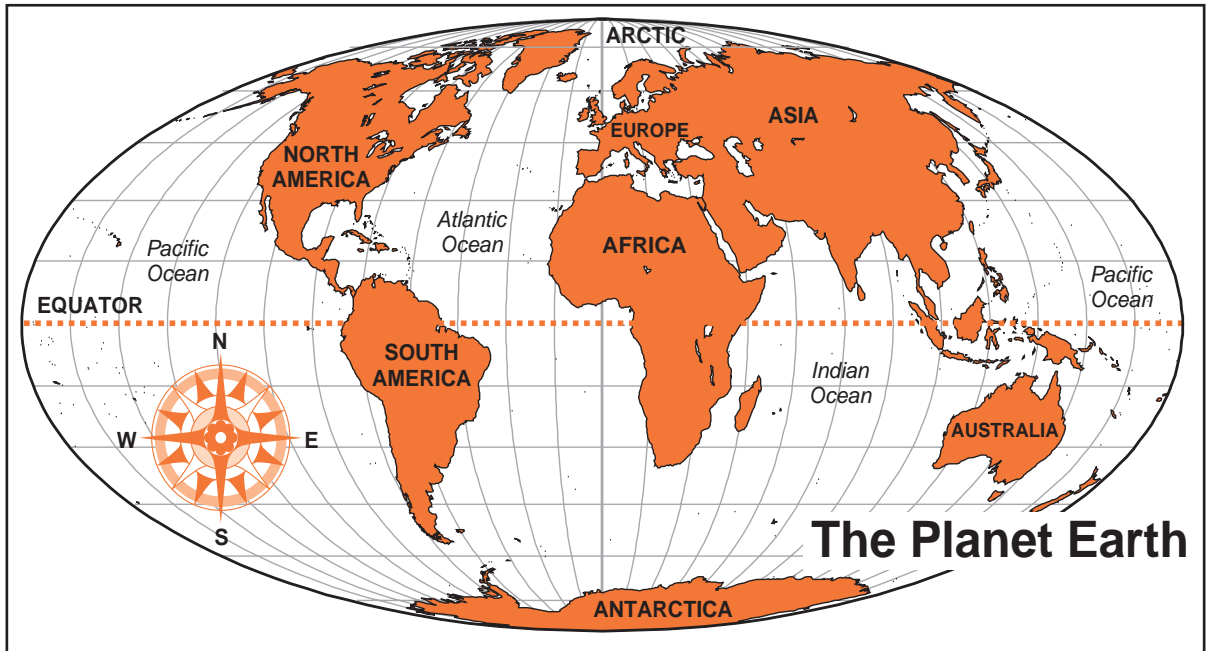 ARCTIC
ASIA
EUROPE
NORTH
AMERICA
Atlantic
Ocean
AFRICA
Pacific
Ocean
Pacific
Ocean
EQUATOR
N
SOUTH
AMERICA
Indian
Ocean
W
E
AUSTRALIA
S
The Planet Earth
ANTARCTICA